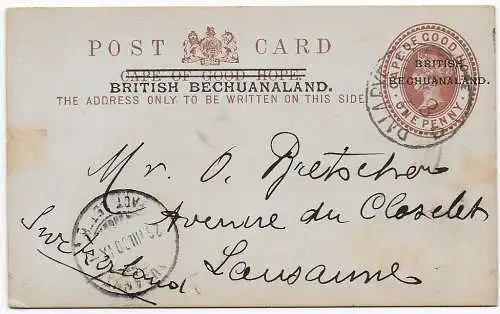 POST CARD
CAPE OF GOOD HOPE.
BRITISH BECHUANALAND.
THE ADDRESS ONLY TO BE WRITTEN ON THIS SIDE
CAPE OF GOOD HOPE
BRITISH
BECHUANALAND.
ONE PENNY
Mr. O. Pretscher
Avenue du Closelet
Lausanne
Switzerland